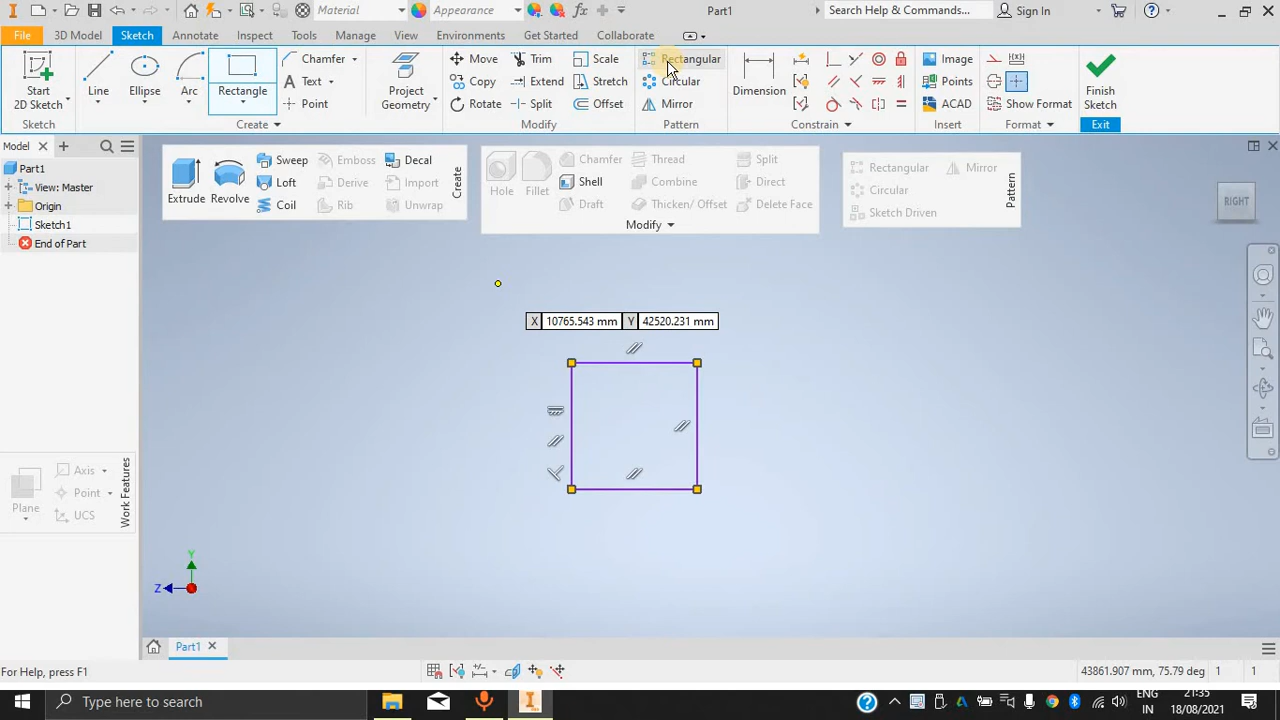 Material
Appearance
fx
Part1
Search Help & Commands...
Sign In
File
3D Model
Sketch
Annotate
Inspect
Tools
Manage
View
Environments
Get Started
Collaborate
Start
2D Sketch
Line
Ellipse
Arc
Rectangle
Chamfer
Text
Point
Project
Geometry
Move
Copy
Rotate
Trim
Extend
Split
Scale
Stretch
Offset
Rectangular
Circular
Mirror
Dimension
Image
Points
ACAD
Show Format
Finish
Sketch
Sketch
Create
Modify
Pattern
Constrain
Insert
Format
Exit
Model
Part1
View: Master
Origin
Sketch1
End of Part
Extrude
Revolve
Sweep
Loft
Coil
Emboss
Derive
Rib
Decal
Import
Unwrap
Create
Hole
Fillet
Chamfer
Shell
Draft
Thread
Combine
Thicken/ Offset
Split
Direct
Delete Face
Modify
Rectangular
Mirror
Circular
Sketch Driven
Pattern
RIGHT
X 10765.543 mm Y 42520.231 mm
Plane
Axis
Point
UCS
Work Features
Y
Z
Part1
For Help, press F1
43861.907 mm, 75.79 deg 1 1
Type here to search
ENG
IN
21:35
18/08/2021